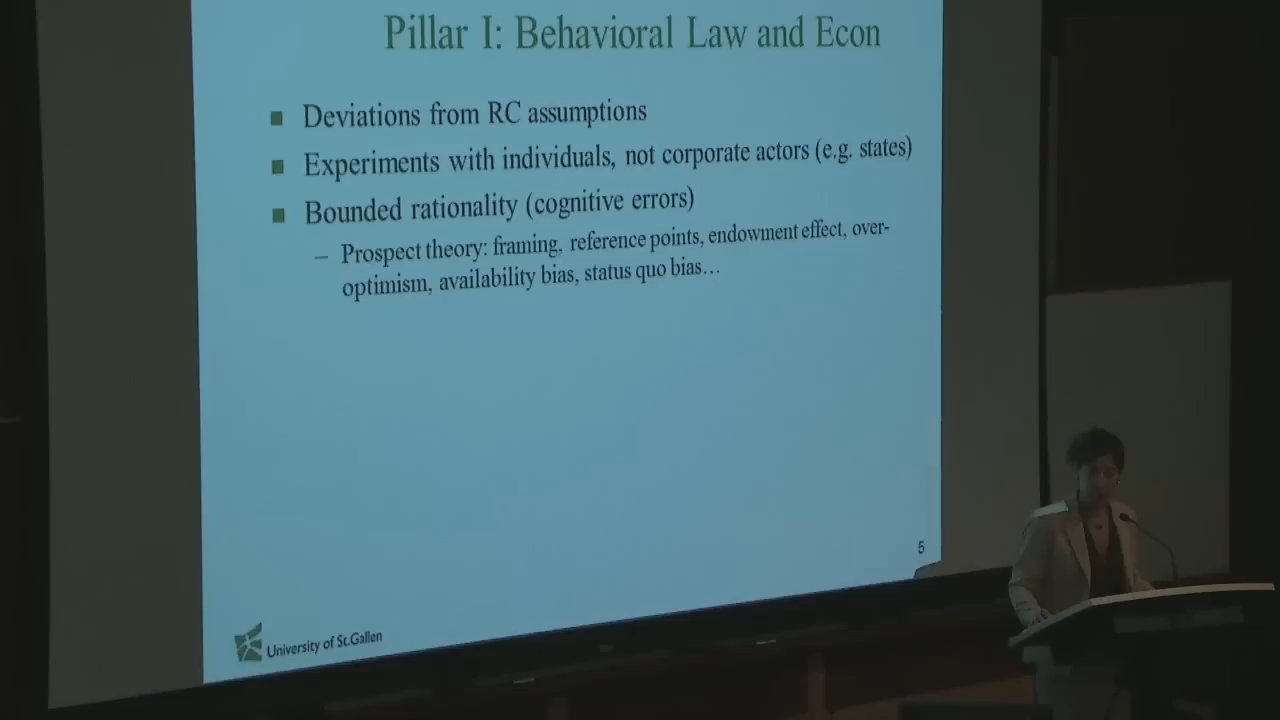 Pillar I: Behavioral Law and Econ
Deviations from RC assumptions
Experiments with individuals, not corporate actors (e.g. states)
Bounded rationality (cognitive errors)
– Prospect theory: framing, reference points, endowment effect, over-
optimism, availability bias, status quo bias...
5
University of St.Gallen